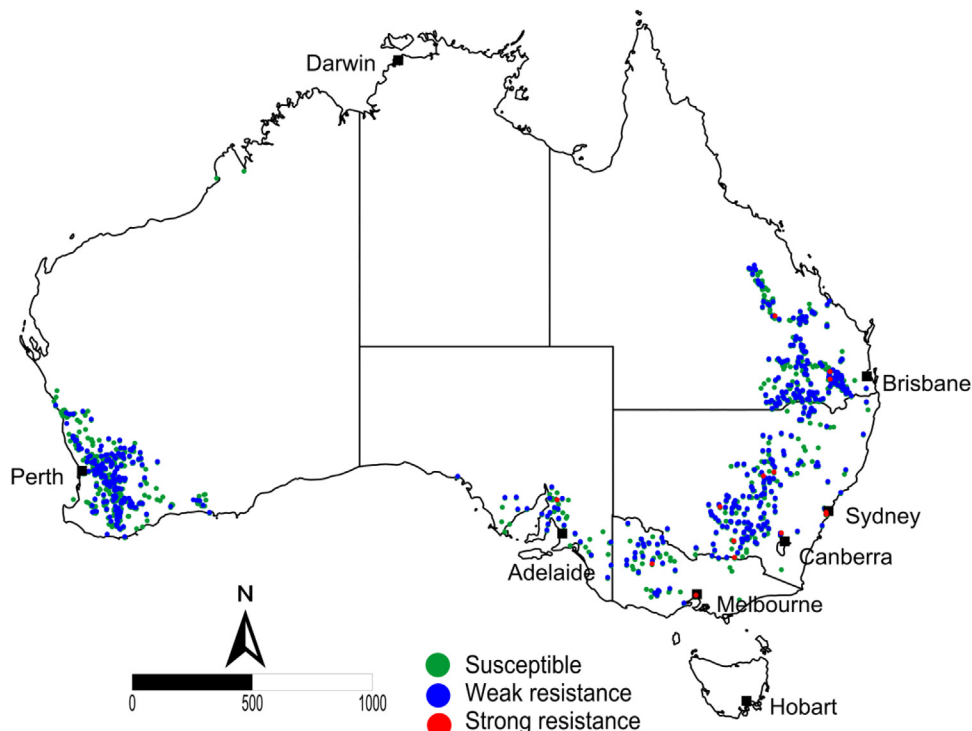 Darwin
Brisbane
Perth
Sydney
Canberra
Adelaide
Melbourne
N
Susceptible
Weak resistance
Strong resistance
0 500 1000
Hobart